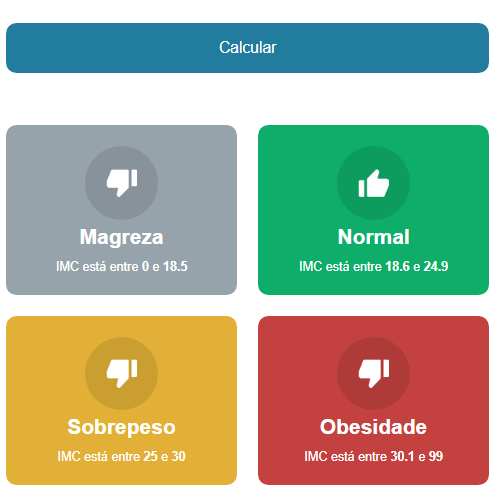 Calcular
Magreza
IMC está entre 0 e 18.5
Normal
IMC está entre 18.6 e 24.9
Sobrepeso
IMC está entre 25 e 30
Obesidade
IMC está entre 30.1 e 99